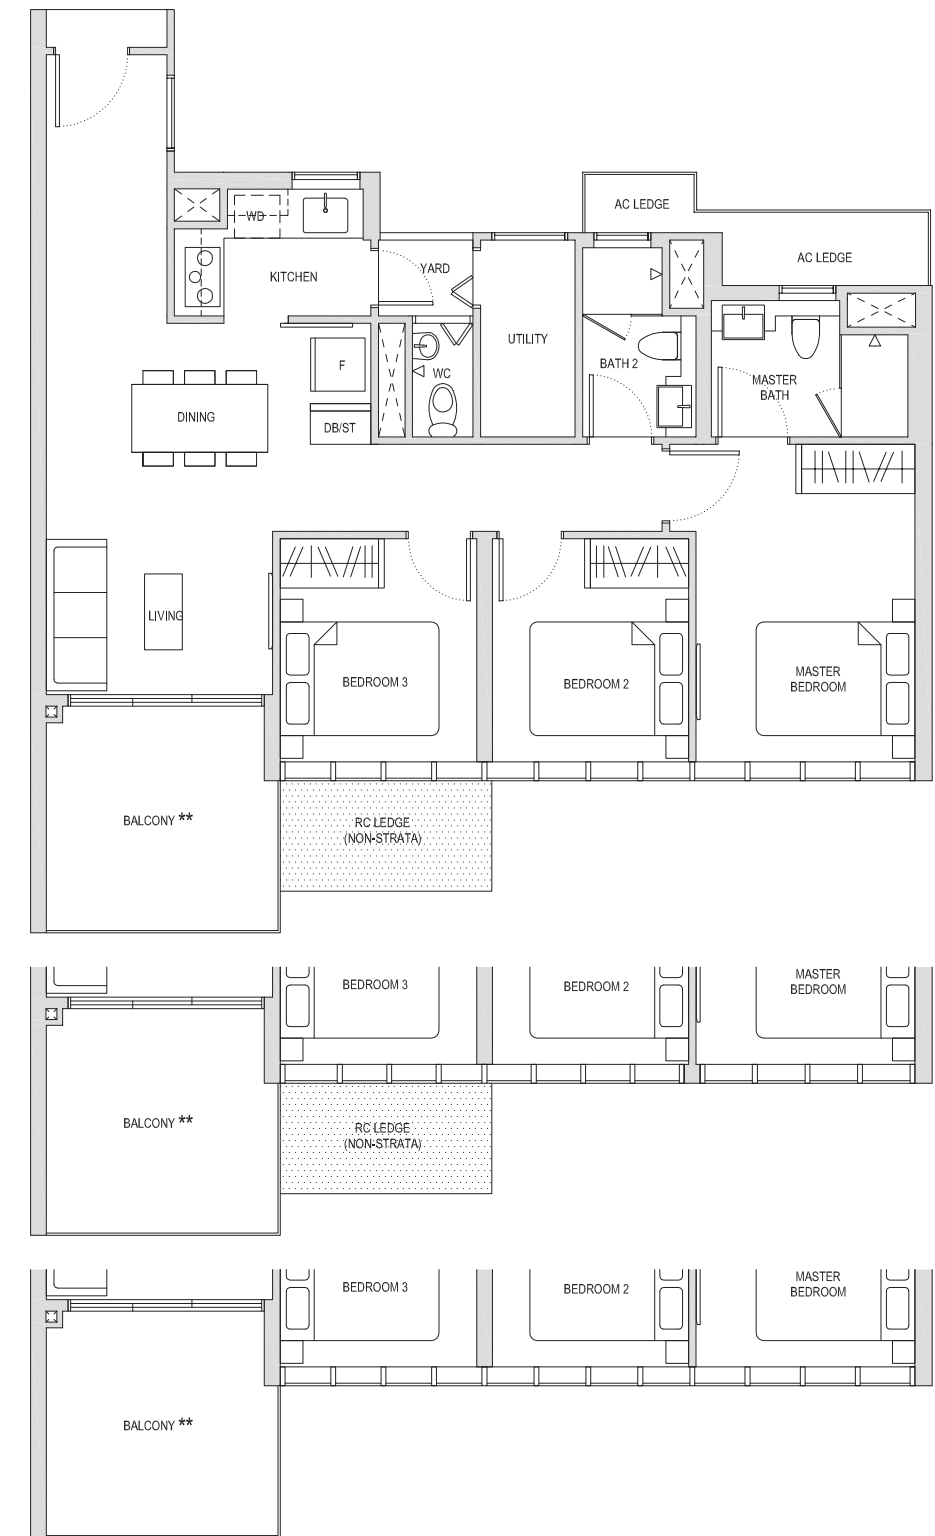 AC LEDGE
WD
AC LEDGE
KITCHEN
YARD
UTILITY
F
BATH 2
WC
MASTER
BATH
DINING
DB/ST
LIVING
BEDROOM 3
BEDROOM 2
MASTER
BEDROOM
BALCONY **
RC LEDGE
(NON-STRATA)
BEDROOM 3
BEDROOM 2
MASTER
BEDROOM
BALCONY **
RC LEDGE
(NON-STRATA)
BEDROOM 3
BEDROOM 2
MASTER
BEDROOM
BALCONY **